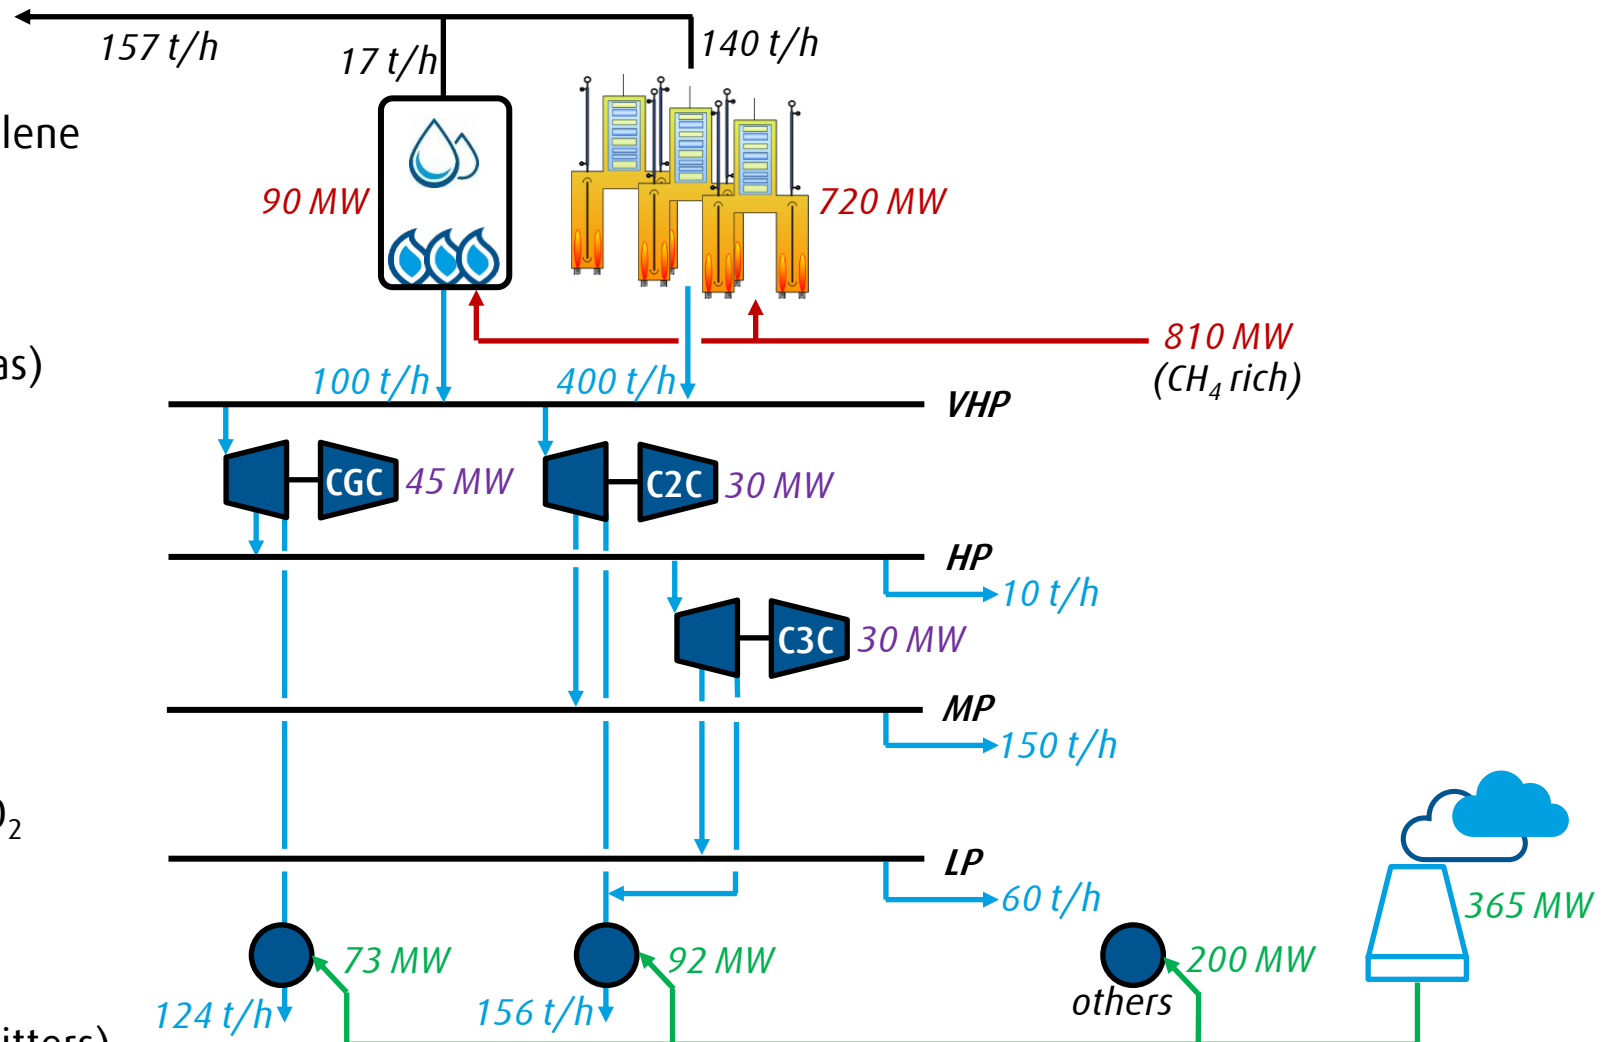 157 t/h
17 t/h
140 t/h
lene
90 MW
720 MW
810 MW
(CH₄ rich)
as)
100 t/h
400 t/h
VHP
CGC
45 MW
C2C
30 MW
HP
10 t/h
C3C
30 MW
MP
150 t/h
₂
LP
60 t/h
365 MW
73 MW
92 MW
200 MW
others
124 t/h
156 t/h